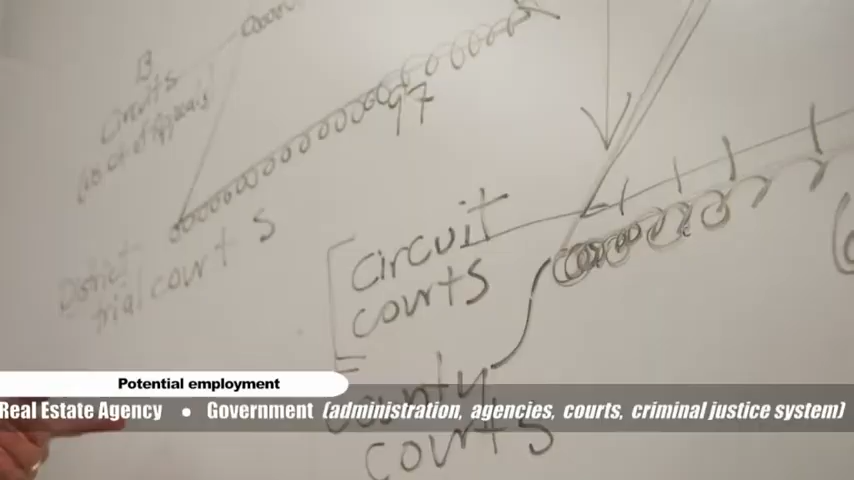 13
Circuits
(US Ct. of Appeals)
97
District
trial courts
Circuit
courts
County
courts
Potential employment
Real Estate Agency • Government (administration, agencies, courts, criminal justice system)